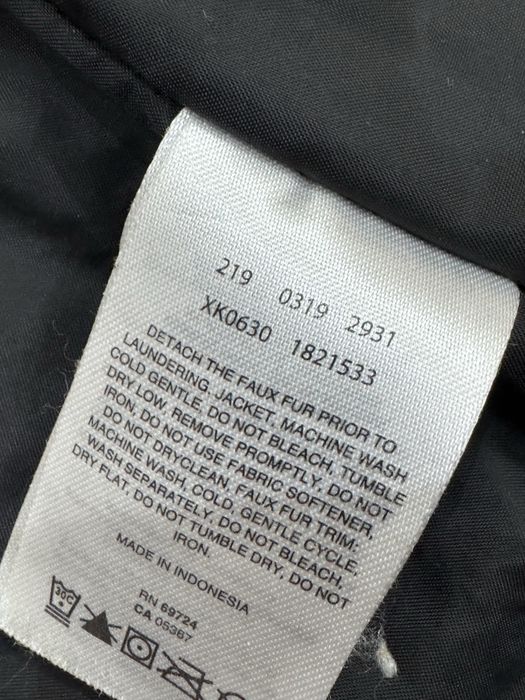 219 0319 2931
XK0630 1821533
DETACH THE FAUX FUR PRIOR TO
LAUNDERING, JACKET, MACHINE WASH
COLD GENTLE, DO NOT BLEACH, TUMBLE
DRY LOW, REMOVE PROMPTLY, DO NOT
IRON, DO NOT USE FABRIC SOFTENER,
DO NOT DRYCLEAN, FAUX FUR TRIM:
MACHINE WASH, COLD, GENTLE CYCLE,
WASH SEPARATELY, DO NOT BLEACH,
DRY FLAT, DO NOT TUMBLE DRY, DO NOT
IRON.
MADE IN INDONESIA
RN 69724
CA 05367
30C